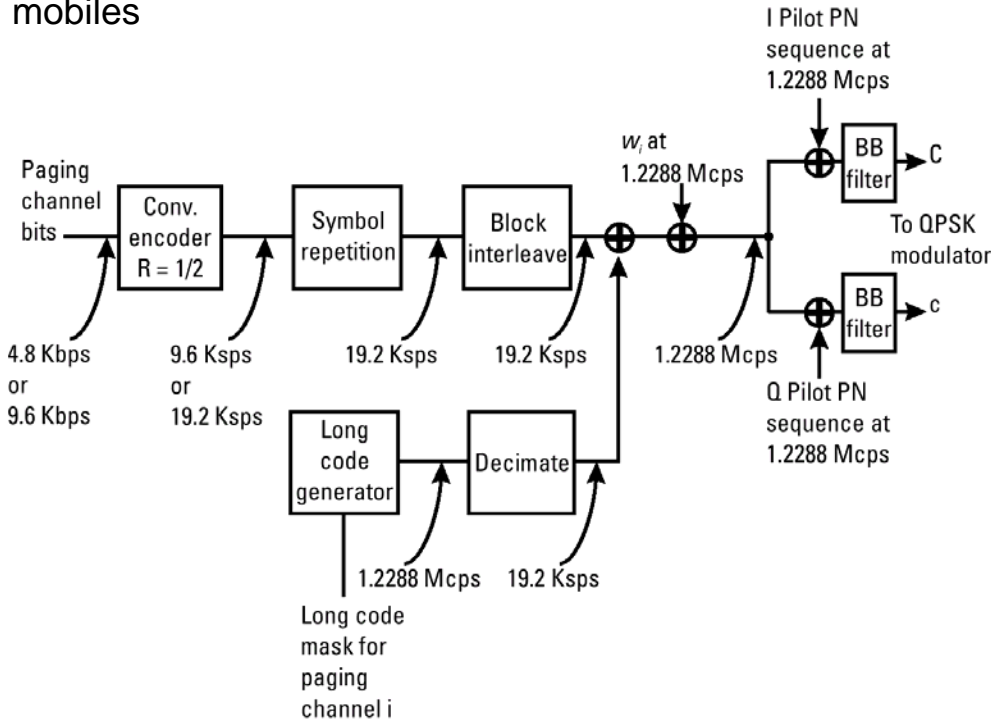 mobiles
I Pilot PN
sequence at
1.2288 Mcps
w_i at
1.2288 Mcps
BB
filter
C
Paging
channel
bits
Conv.
encoder
R = 1/2
Symbol
repetition
Block
interleave
To QPSK
modulator
BB
filter
c
4.8 Kbps
or
9.6 Kbps
9.6 Ksps
or
19.2 Ksps
19.2 Ksps
19.2 Ksps
1.2288 Mcps
Q Pilot PN
sequence at
1.2288 Mcps
Long
code
generator
Decimate
1.2288 Mcps
19.2 Ksps
Long code
mask for
paging
channel i